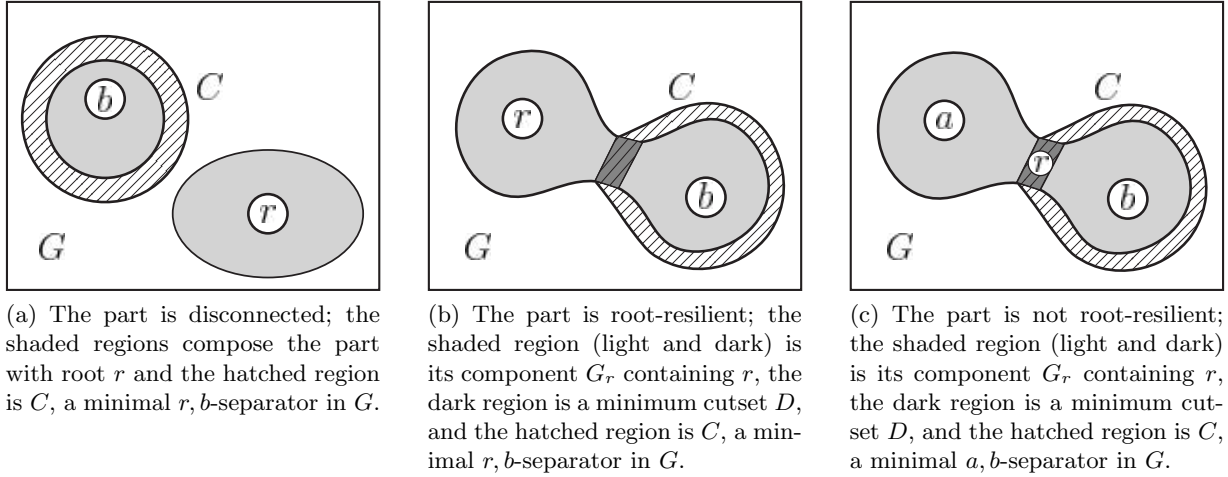 b
C
r
G
r
C
b
G
a
C
r
b
G
(a) The part is disconnected; the
shaded regions compose the part
with root r and the hatched region
is C, a minimal r, b-separator in G.
(b) The part is root-resilient; the
shaded region (light and dark) is
its component G_r containing r, the
dark region is a minimum cutset D,
and the hatched region is C, a min-
imal r, b-separator in G.
(c) The part is not root-resilient;
the shaded region (light and dark)
is its component G_r containing r,
the dark region is a minimum cut-
set D, and the hatched region is C,
a minimal a, b-separator in G.